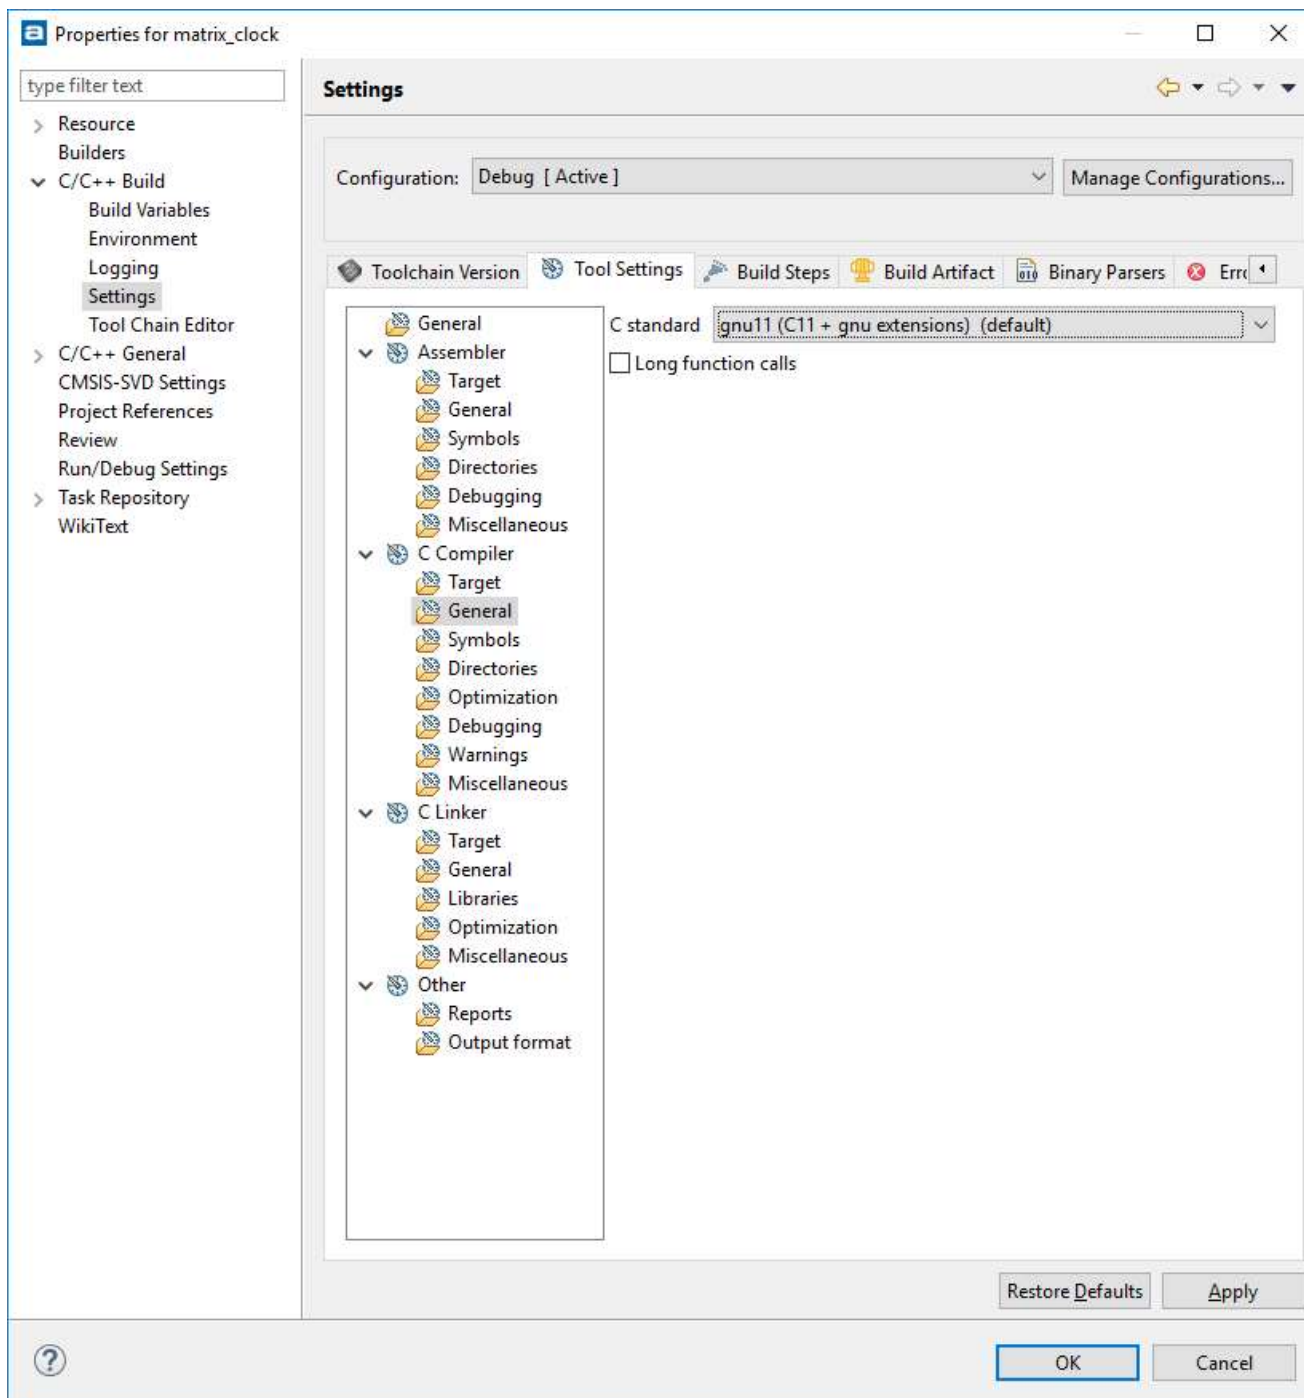 Properties for matrix_clock
type filter text
Resource
Builders
C/C++ Build
Build Variables
Environment
Logging
Settings
Tool Chain Editor
C/C++ General
CMSIS-SVD Settings
Project References
Review
Run/Debug Settings
Task Repository
WikiText
Settings
Configuration: Debug [ Active ] Manage Configurations...
Toolchain Version Tool Settings Build Steps Build Artifact Binary Parsers Erro
General
Assembler
Target
General
Symbols
Directories
Debugging
Miscellaneous
C Compiler
Target
General
Symbols
Directories
Optimization
Debugging
Warnings
Miscellaneous
C Linker
Target
General
Libraries
Optimization
Miscellaneous
Other
Reports
Output format
C standard gnu11 (C11 + gnu extensions) (default)
Long function calls
Restore Defaults Apply
OK Cancel